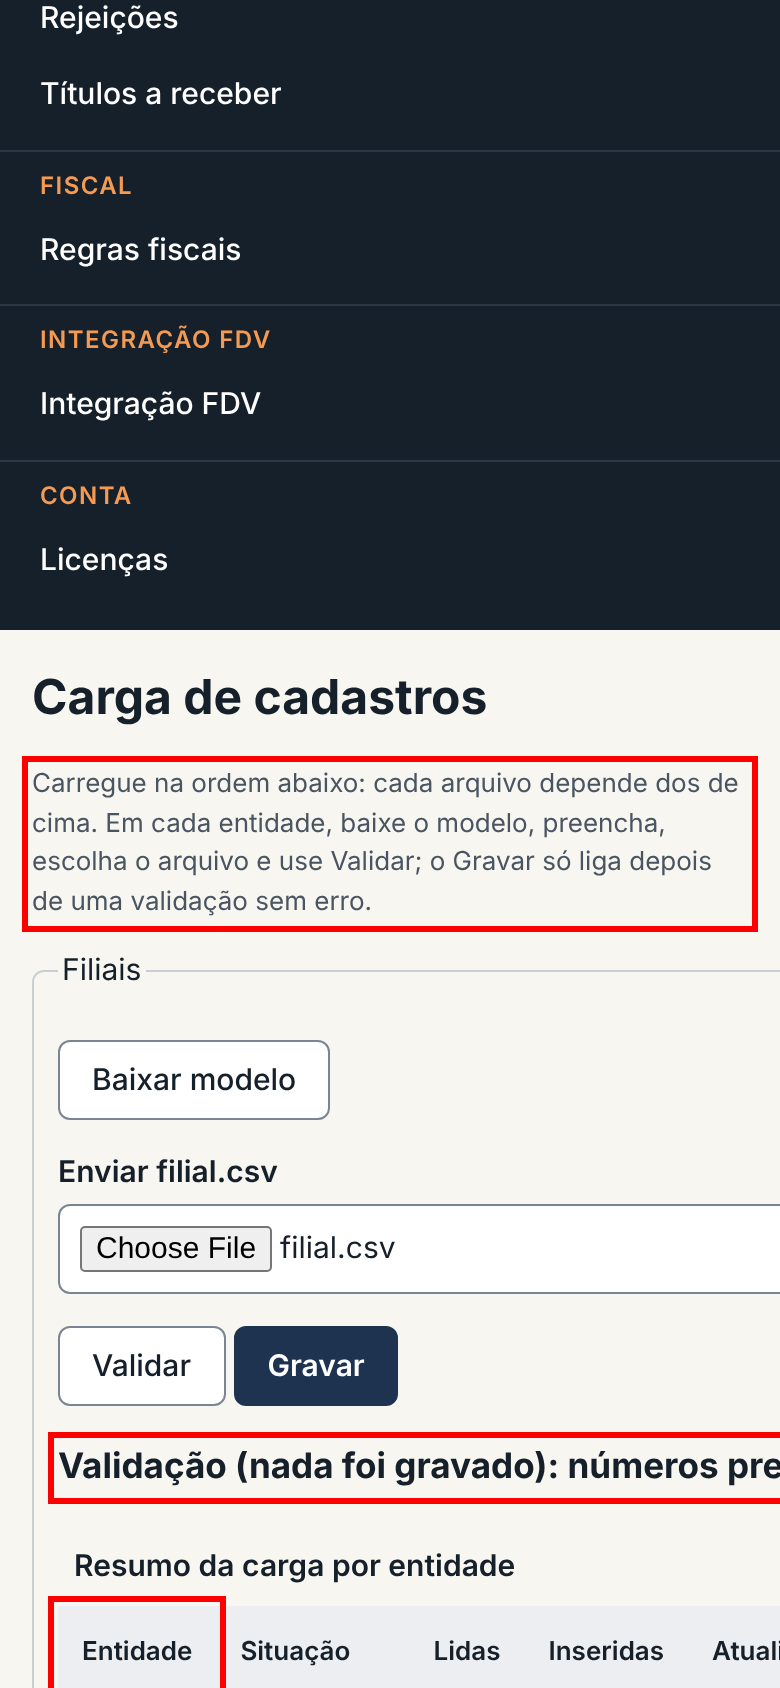 Rejeições
Títulos a receber
FISCAL
Regras fiscais
INTEGRAÇÃO FDV
Integração FDV
CONTA
Licenças
Carga de cadastros
Carregue na ordem abaixo: cada arquivo depende dos de
cima. Em cada entidade, baixe o modelo, preencha,
escolha o arquivo e use Validar; o Gravar só liga depois
de uma validação sem erro.
Filiais
Baixar modelo
Enviar filial.csv
Choose File filial.csv
Validar Gravar
Validação (nada foi gravado): números
Resumo da carga por entidade
Entidade Situação Lidas Inseridas